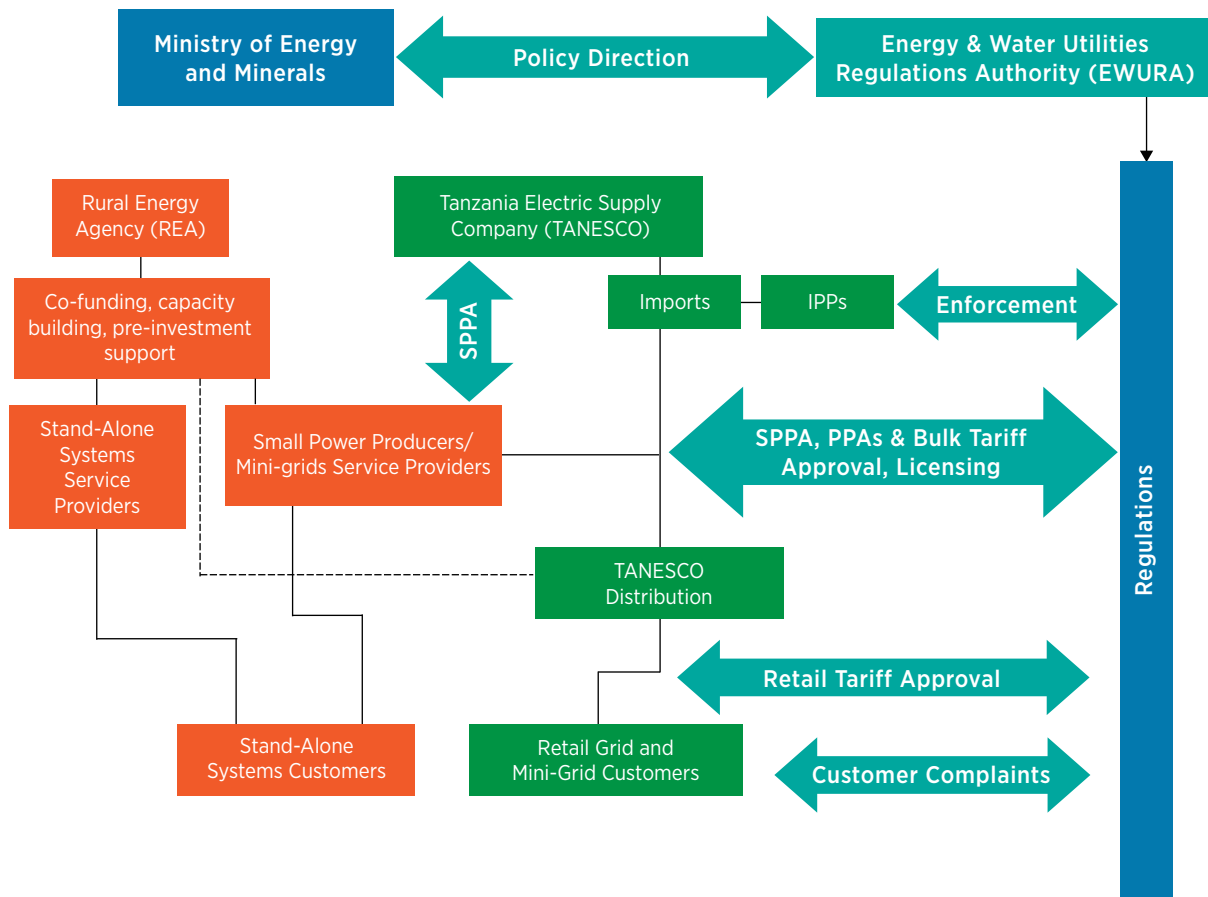 Ministry of Energy
and Minerals
Policy Direction
Energy & Water Utilities
Regulations Authority (EWURA)
Rural Energy
Agency (REA)
Tanzania Electric Supply
Company (TANESCO)
Co-funding, capacity
building, pre-investment
support
SPPA
Imports
IPPs
Enforcement
Stand-Alone
Systems
Service
Providers
Small Power Producers/
Mini-grids Service Providers
SPPA, PPAs & Bulk Tariff
Approval, Licensing
Regulations
TANESCO
Distribution
Retail Tariff Approval
Stand-Alone
Systems Customers
Retail Grid and
Mini-Grid Customers
Customer Complaints